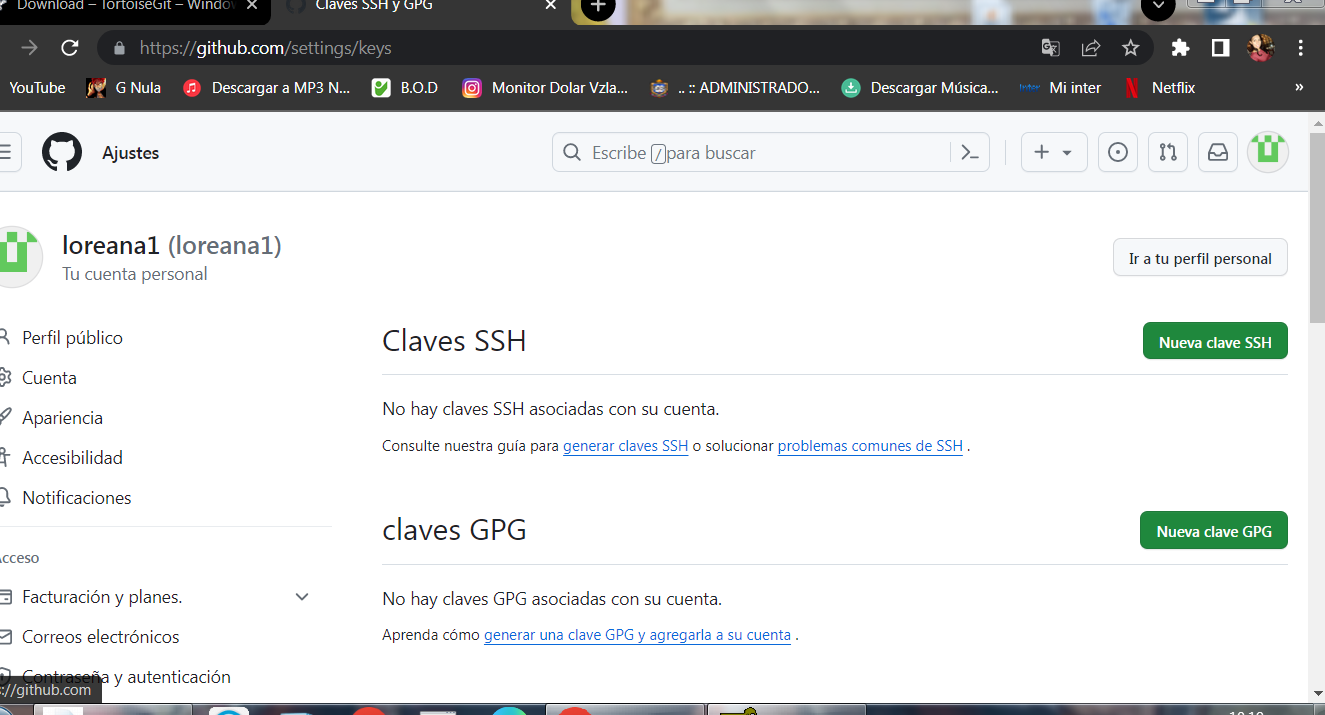 Download – TortoiseGit – Window
Claves SSH y GPG
https://github.com/settings/keys
YouTube
G Nula
Descargar a MP3 N...
B.O.D
Monitor Dolar Vzla...
.. :: ADMINISTRADO...
Descargar Música...
Mi inter
Netflix
»
Ajustes
Escribe / para buscar
loreana1 (loreana1)
Tu cuenta personal
Ir a tu perfil personal
Perfil público
Cuenta
Apariencia
Accesibilidad
Notificaciones
Acceso
Facturación y planes.
Correos electrónicos
Contraseña y autenticación
Claves SSH
Nueva clave SSH
No hay claves SSH asociadas con su cuenta.
Consulte nuestra guía para generar claves SSH o solucionar problemas comunes de SSH .
claves GPG
Nueva clave GPG
No hay claves GPG asociadas con su cuenta.
Aprenda cómo generar una clave GPG y agregarla a su cuenta .
://github.com